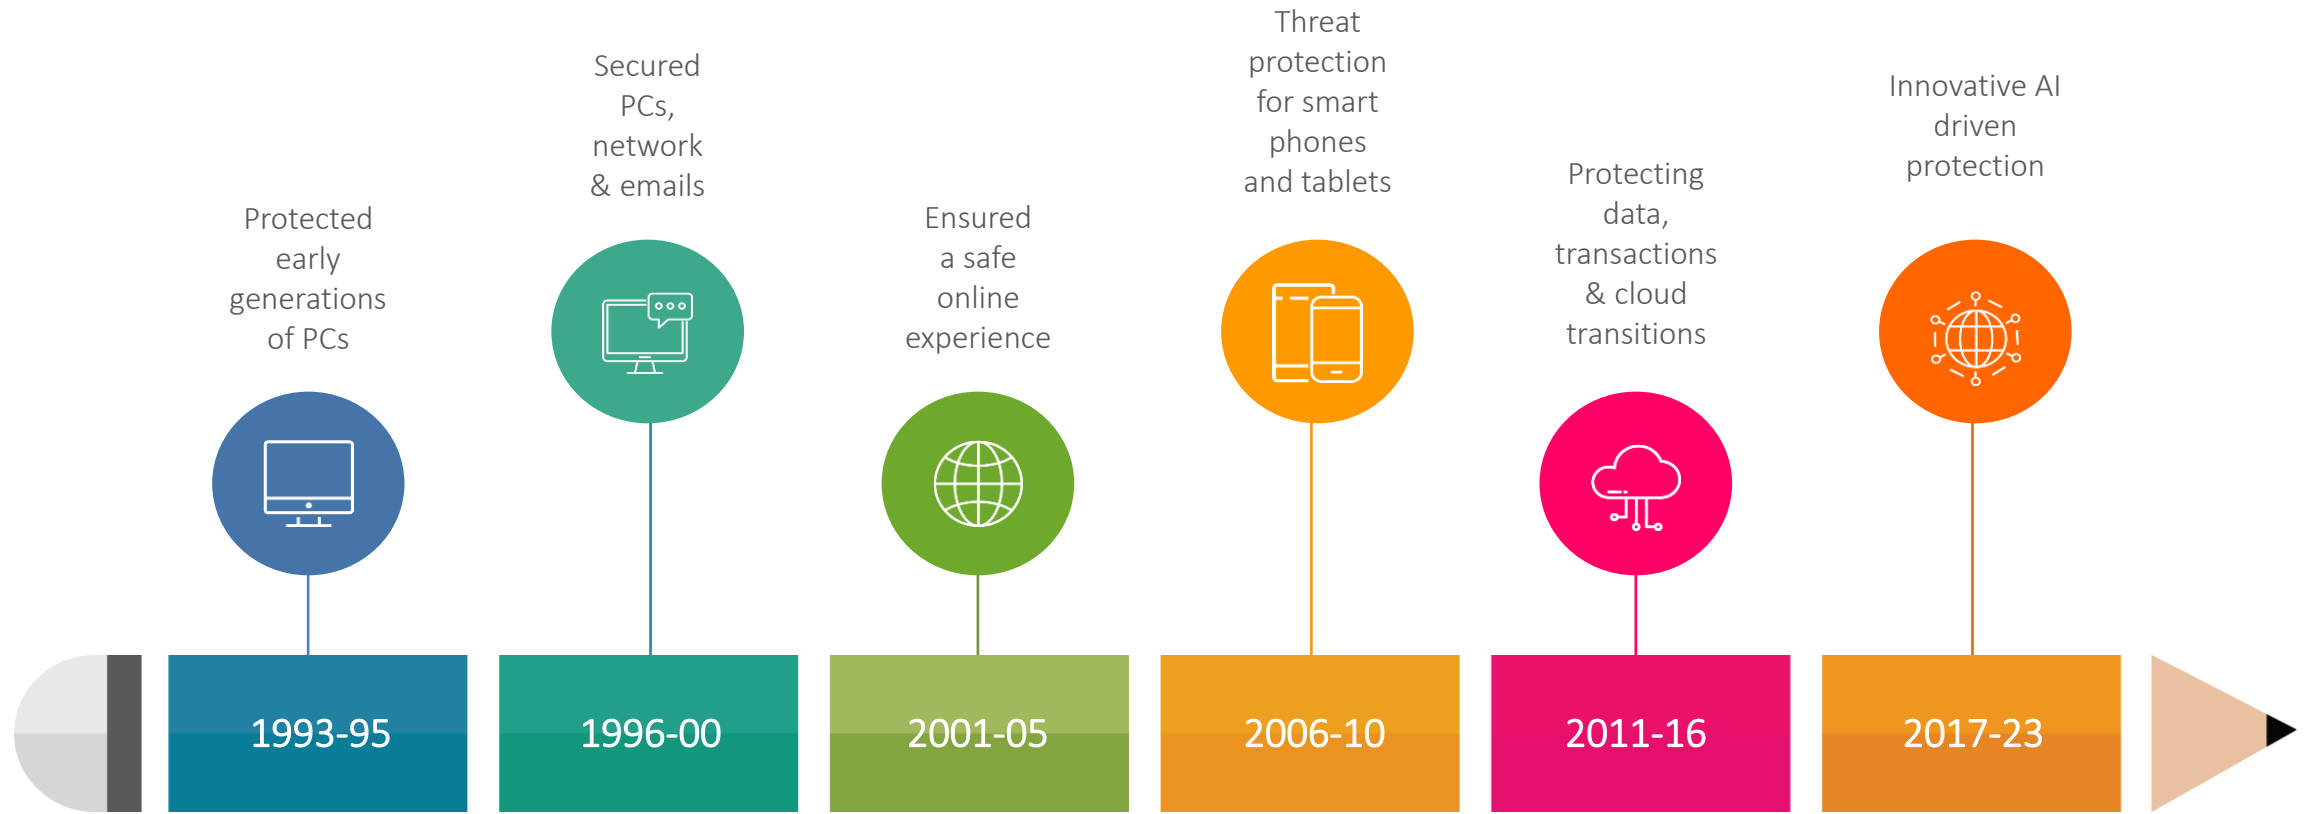 Protected
early
generations
of PCs
Secured
PCs,
network
& emails
Ensured
a safe
online
experience
Threat
protection
for smart
phones
and tablets
Protecting
data,
transactions
& cloud
transitions
Innovative AI
driven
protection
1993-95
1996-00
2001-05
2006-10
2011-16
2017-23